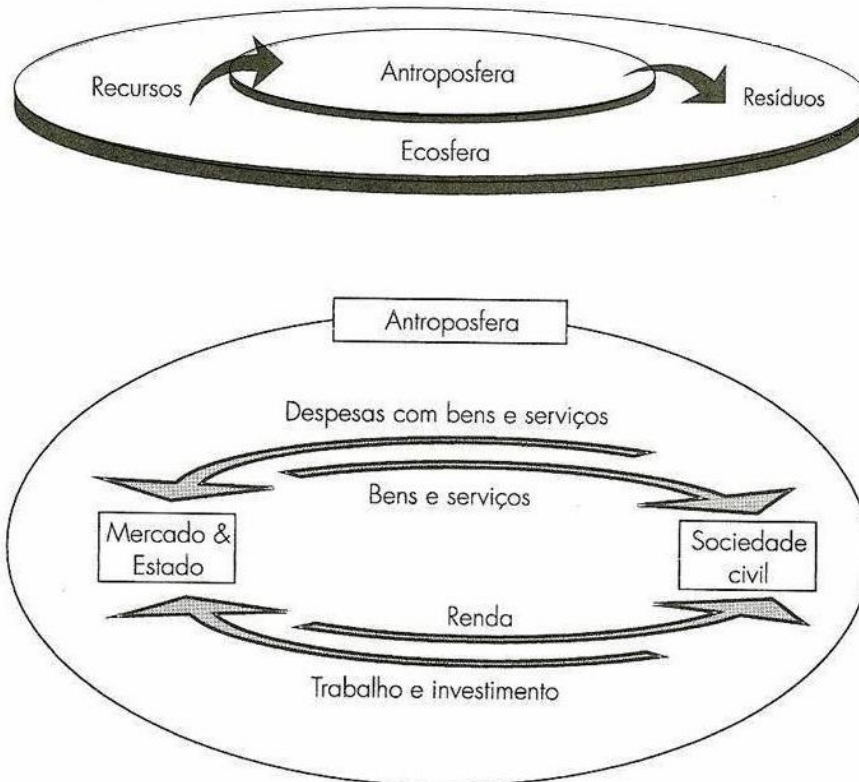 Recursos
Antroposfera
Resíduos
Ecosfera
Antroposfera
Despesas com bens e serviços
Bens e serviços
Mercado &
Estado
Sociedade
civil
Renda
Trabalho e investimento